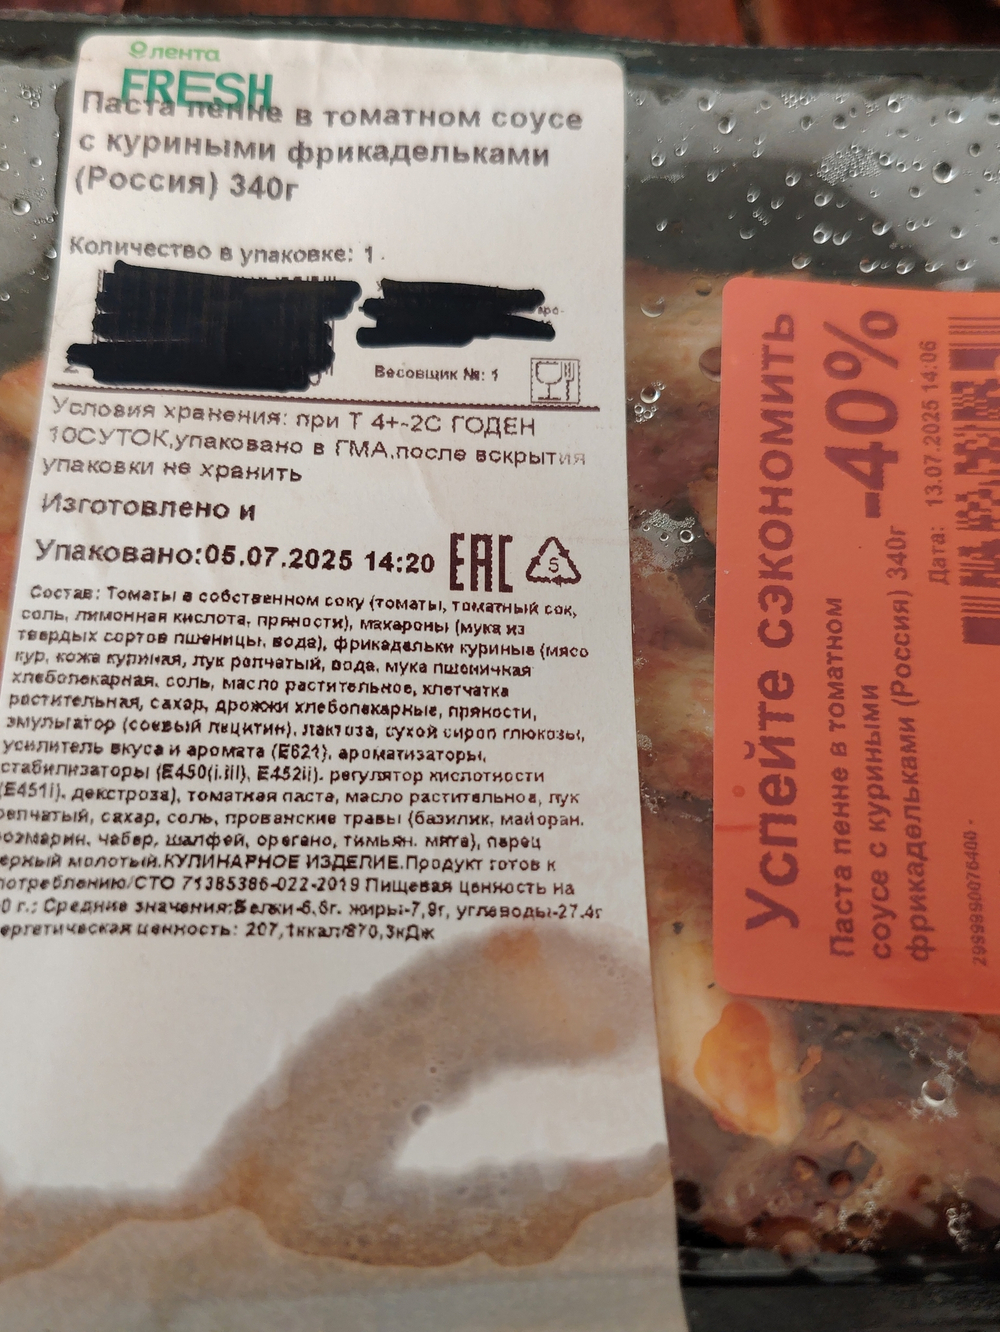 лента
FRESH
Паста пенне в томатном соусе
с куриными фрикадельками
(Россия) 340г
Количество в упаковке: 1
Весовщик №: 1
Условия хранения: при Т 4+-2С ГОДЕН
10СУТОК,упаковано в ГМА,после вскрытия
упаковки не хранить
Изготовлено и
Упаковано:05.07.2025 14:20 EAC
5
Состав: Томаты в собственном соку (томаты, томатный сок,
соль, лимонная кислота, пряности), макароны (мука из
твердых сортов пшеницы, вода), фрикадельки куриные (мясо
кур, кожа куриная, лук репчатый, вода, мука пшеничная
хлебопекарная, соль, масло растительное, клетчатка
растительная, сахар, дрожжи хлебопекарные, пряности,
эмульгатор (соевый лецитин), лактоза, сухой сироп глюкозы,
усилитель вкуса и аромата (Е621), ароматизаторы,
стабилизаторы (Е450(i,iii), Е452ii), регулятор кислотности
(Е451i), декстроза), томатная паста, масло растительное, лук
репчатый, сахар, соль, прованские травы (базилик, майоран,
розмарин, чабер, шалфей, орегано, тимьян, мята), перец
ерный молотый.КУЛИНАРНОЕ ИЗДЕЛИЕ.Продукт готов к
потреблению/СТО 71385386-022-2019 Пищевая ценность на
0 г.: Средние значения:Белки-6,6г. жиры-7,9г, углеводы-27.4г
ергетическая ценность: 207,1ккал/870,3кДж
Успейте сэкономить
-40%
Паста пенне в томатном
соусе с куриными
фрикадельками (Россия) 340г
Дата: 13.07.2025 14:06
2999990076400